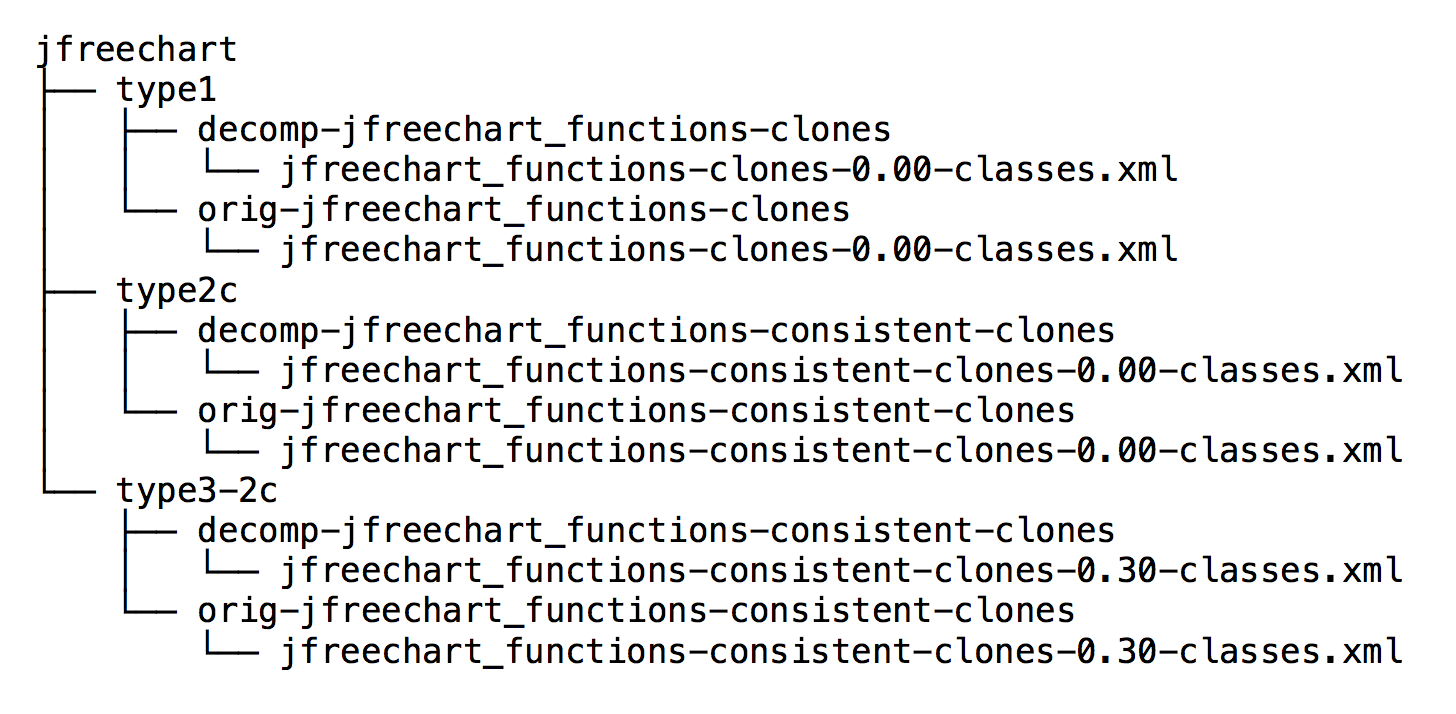 jfreechart
├── type1
│   ├── decomp-jfreechart_functions-clones
│   │   └── jfreechart_functions-clones-0.00-classes.xml
│   └── orig-jfreechart_functions-clones
│       └── jfreechart_functions-clones-0.00-classes.xml
├── type2c
│   ├── decomp-jfreechart_functions-consistent-clones
│   │   └── jfreechart_functions-consistent-clones-0.00-classes.xml
│   └── orig-jfreechart_functions-consistent-clones
│       └── jfreechart_functions-consistent-clones-0.00-classes.xml
└── type3-2c
    ├── decomp-jfreechart_functions-consistent-clones
    │   └── jfreechart_functions-consistent-clones-0.30-classes.xml
    └── orig-jfreechart_functions-consistent-clones
        └── jfreechart_functions-consistent-clones-0.30-classes.xml